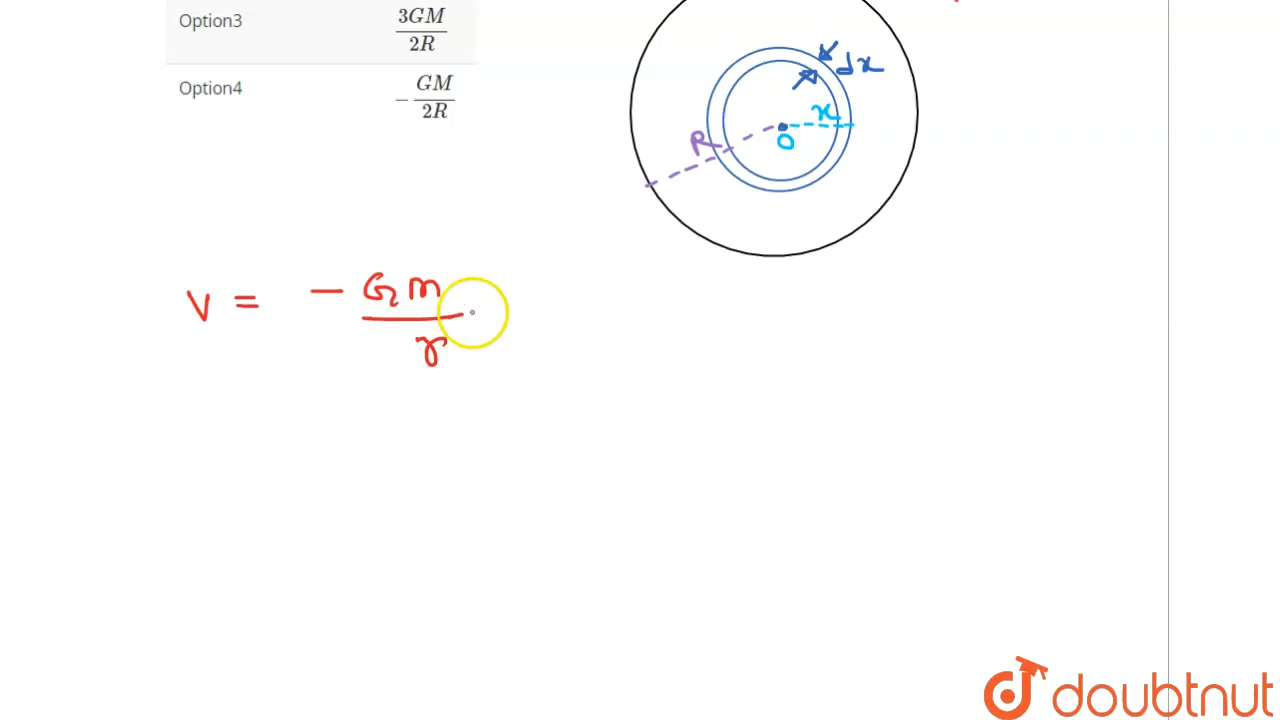 Option3 3GM/2R
dx
Option4 -GM/2R
x
R
O
V = - Gm/r
doubtnut